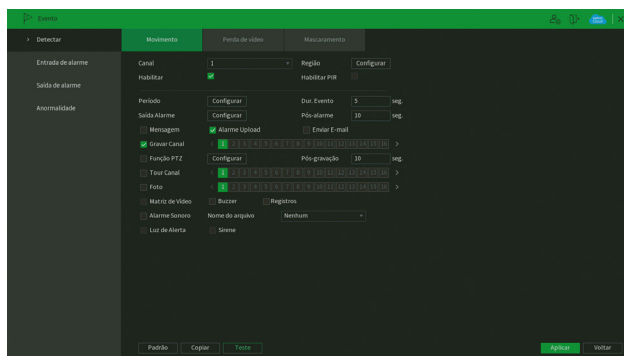 Evento
Detectar
Entrada de alarme
Saída de alarme
Anormalidade
Movimento Perda de vídeo Mascaramento
Canal 1 Região Configurar
Habilitar Habilitar PIR
Período Configurar Dur. Evento 5 seg.
Saída Alarme Configurar Pós-alarme 10 seg.
Mensagem Alarme Upload Enviar E-mail
Gravar Canal 1 2 3 4 5 6 7 8 9 10 11 12 13 14 15 16
Função PTZ Configurar Pós-gravação 10 seg.
Tour Canal 1 2 3 4 5 6 7 8 9 10 11 12 13 14 15 16
Foto 1 2 3 4 5 6 7 8 9 10 11 12 13 14 15 16
Matriz de Vídeo Buzzer Registros
Alarme Sonoro Nome do arquivo Nenhum
Luz de Alerta Sirene
Padrão Copiar Teste Aplicar Voltar